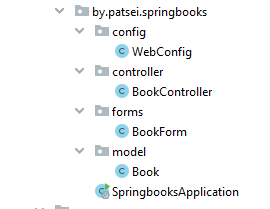 by.patsei.springbooks
config
WebConfig
controller
BookController
forms
BookForm
model
Book
SpringbooksApplication